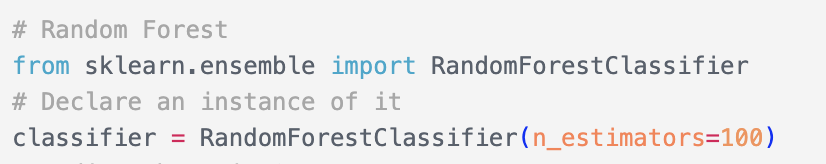 # Random Forest
from sklearn.ensemble import RandomForestClassifier
# Declare an instance of it
classifier = RandomForestClassifier(n_estimators=100)